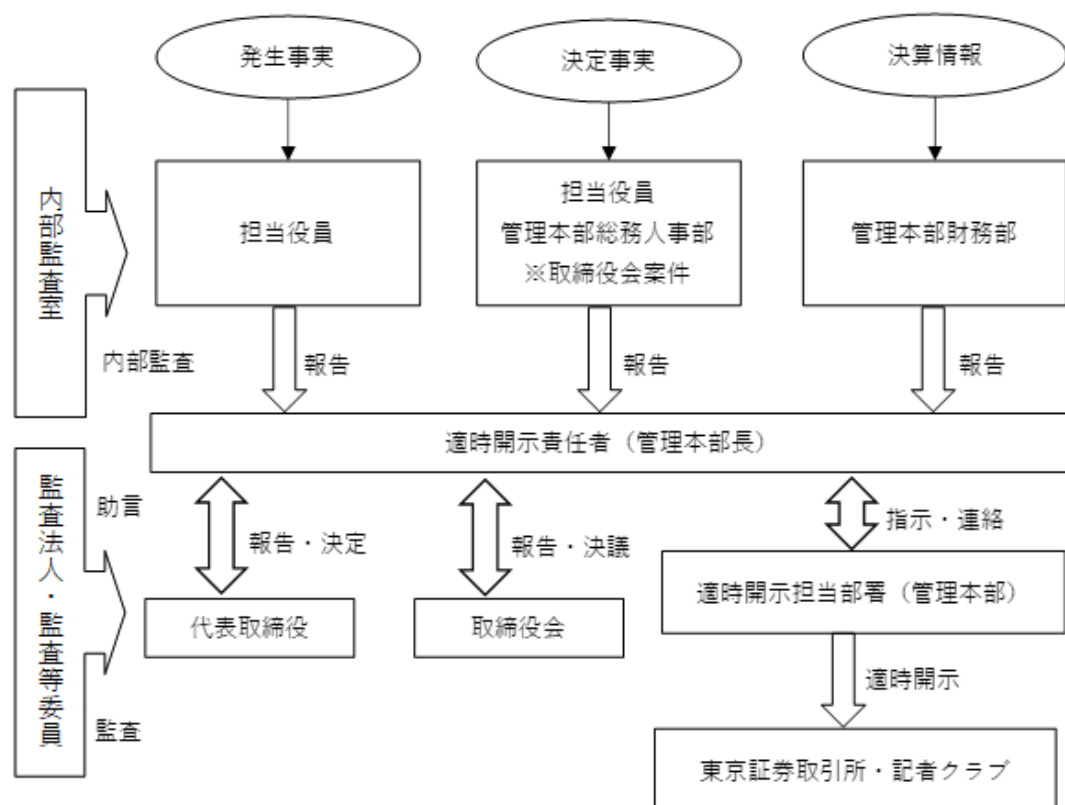 発生事実
決定事実
決算情報
内部監査室
担当役員
担当役員
管理本部総務人事部
※取締役会案件
管理本部財務部
内部監査
報告
報告
報告
適時開示責任者（管理本部長）
監査法人・監査等委員
助言
報告・決定
報告・決議
指示・連絡
代表取締役
取締役会
適時開示担当部署（管理本部）
適時開示
監査
東京証券取引所・記者クラブ